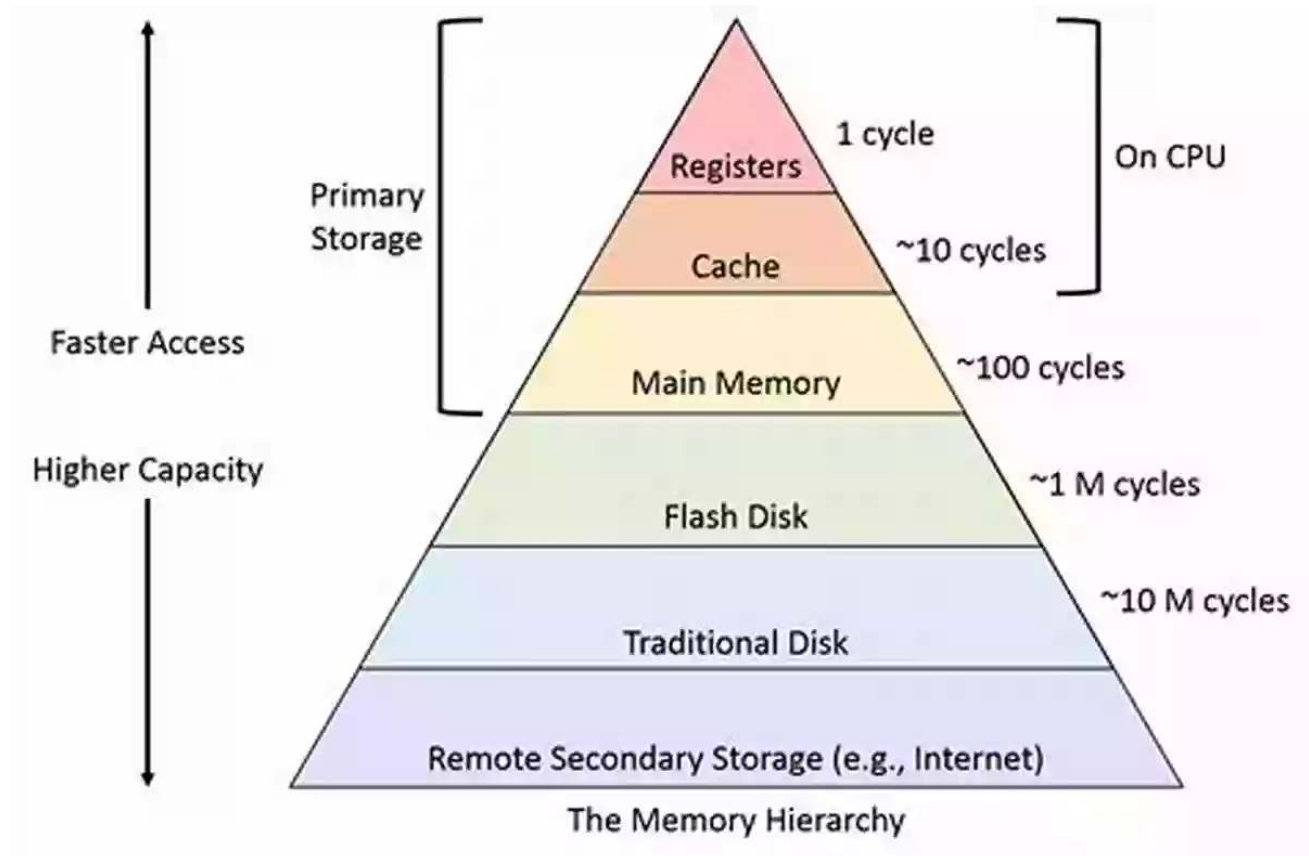 1 cycle
Registers
On CPU
Primary
Storage
~10 cycles
Cache
Faster Access
~100 cycles
Main Memory
Higher Capacity
~1 M cycles
Flash Disk
~10 M cycles
Traditional Disk
Remote Secondary Storage (e.g., Internet)
The Memory Hierarchy